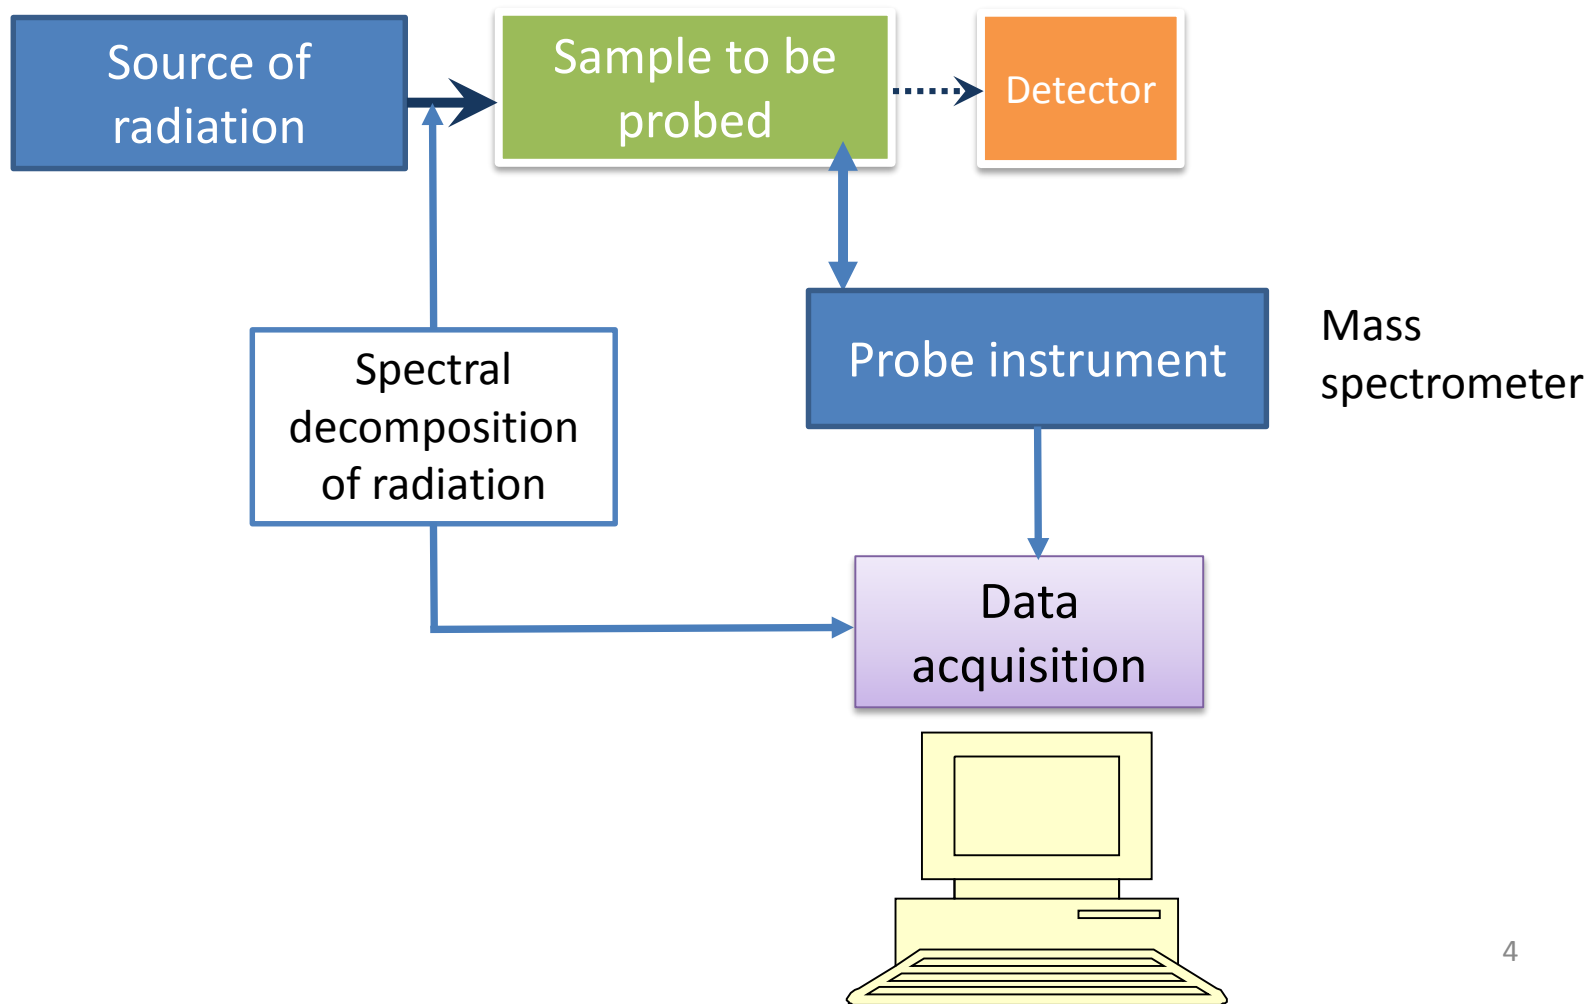 Source of
radiation
Sample to be
probed
Detector
Spectral
decomposition
of radiation
Probe instrument
Mass
spectrometer
Data
acquisition
4